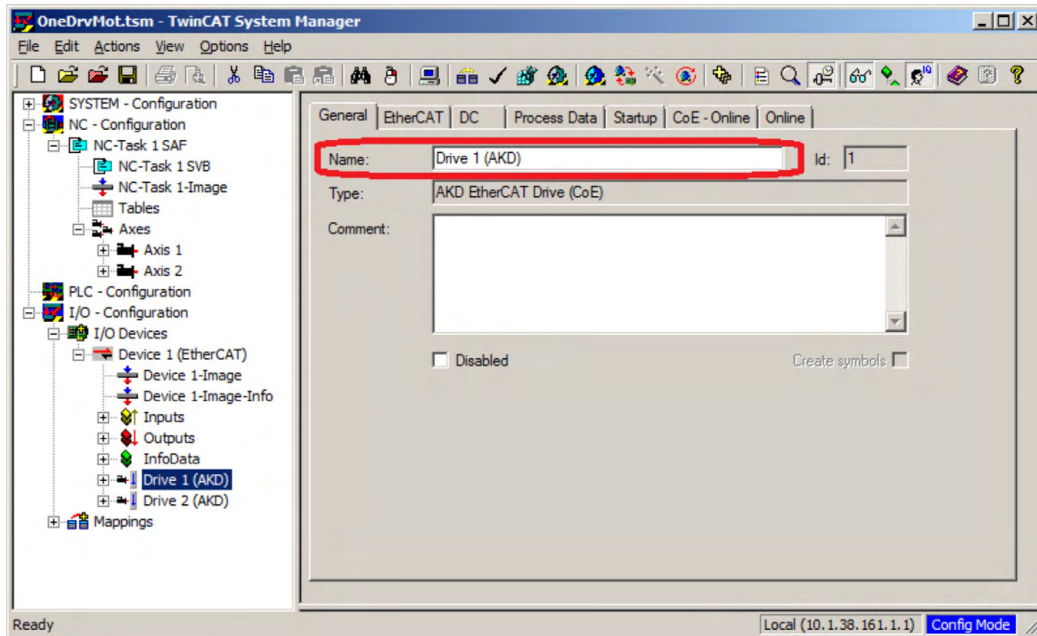 OneDrvMot.tsm - TwinCAT System Manager
File Edit Actions View Options Help
SYSTEM - Configuration
NC - Configuration
NC-Task 1 SAF
NC-Task 1 SVB
NC-Task 1-Image
Tables
Axes
Axis 1
Axis 2
PLC - Configuration
I/O - Configuration
I/O Devices
Device 1 (EtherCAT)
Device 1-Image
Device 1-Image-Info
Inputs
Outputs
InfoData
Drive 1 (AKD)
Drive 2 (AKD)
Mappings
General EtherCAT DC Process Data Startup CoE - Online Online
Name: Drive 1 (AKD) Id: 1
Type: AKD EtherCAT Drive (CoE)
Comment:
Disabled Create symbols
Ready Local (10.1.38.161.1.1) Config Mode